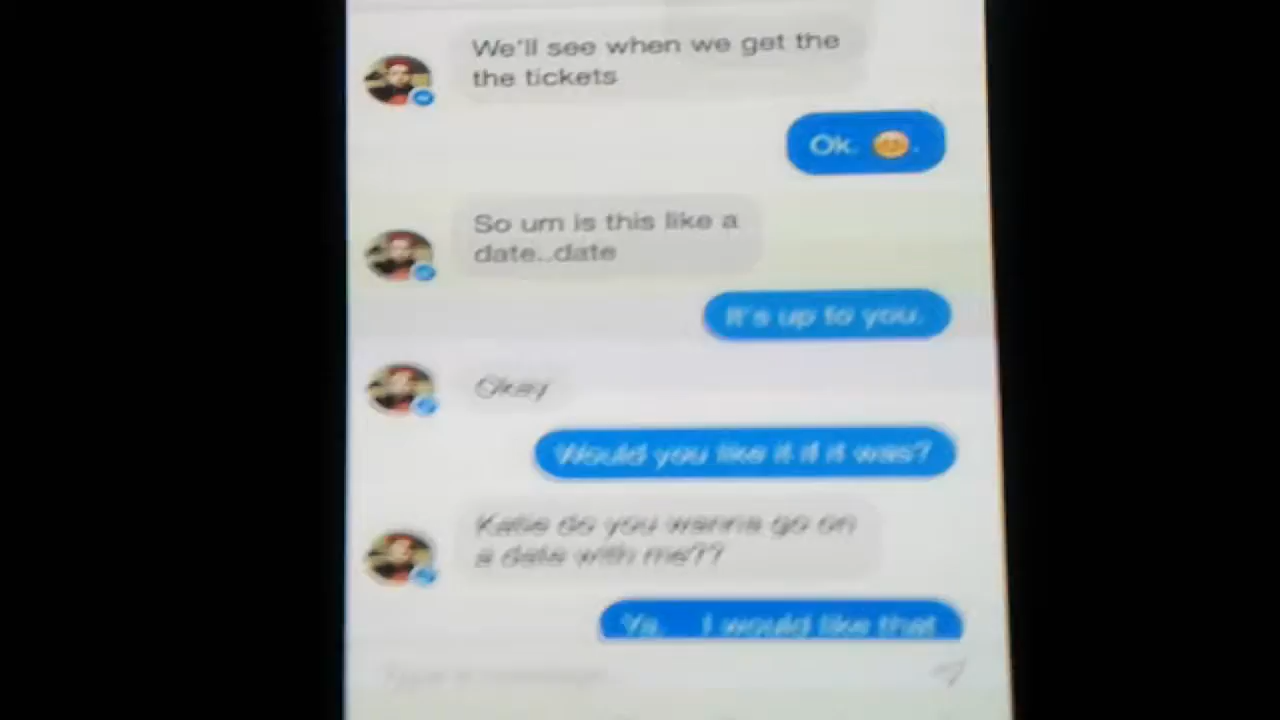 We'll see when we get the
the tickets
Ok.
So um is this like a
date..date
It's up to you.
Okay
Would you like it if it was?
Katie do you wanna go on
a date with me??
Ya. I would like that